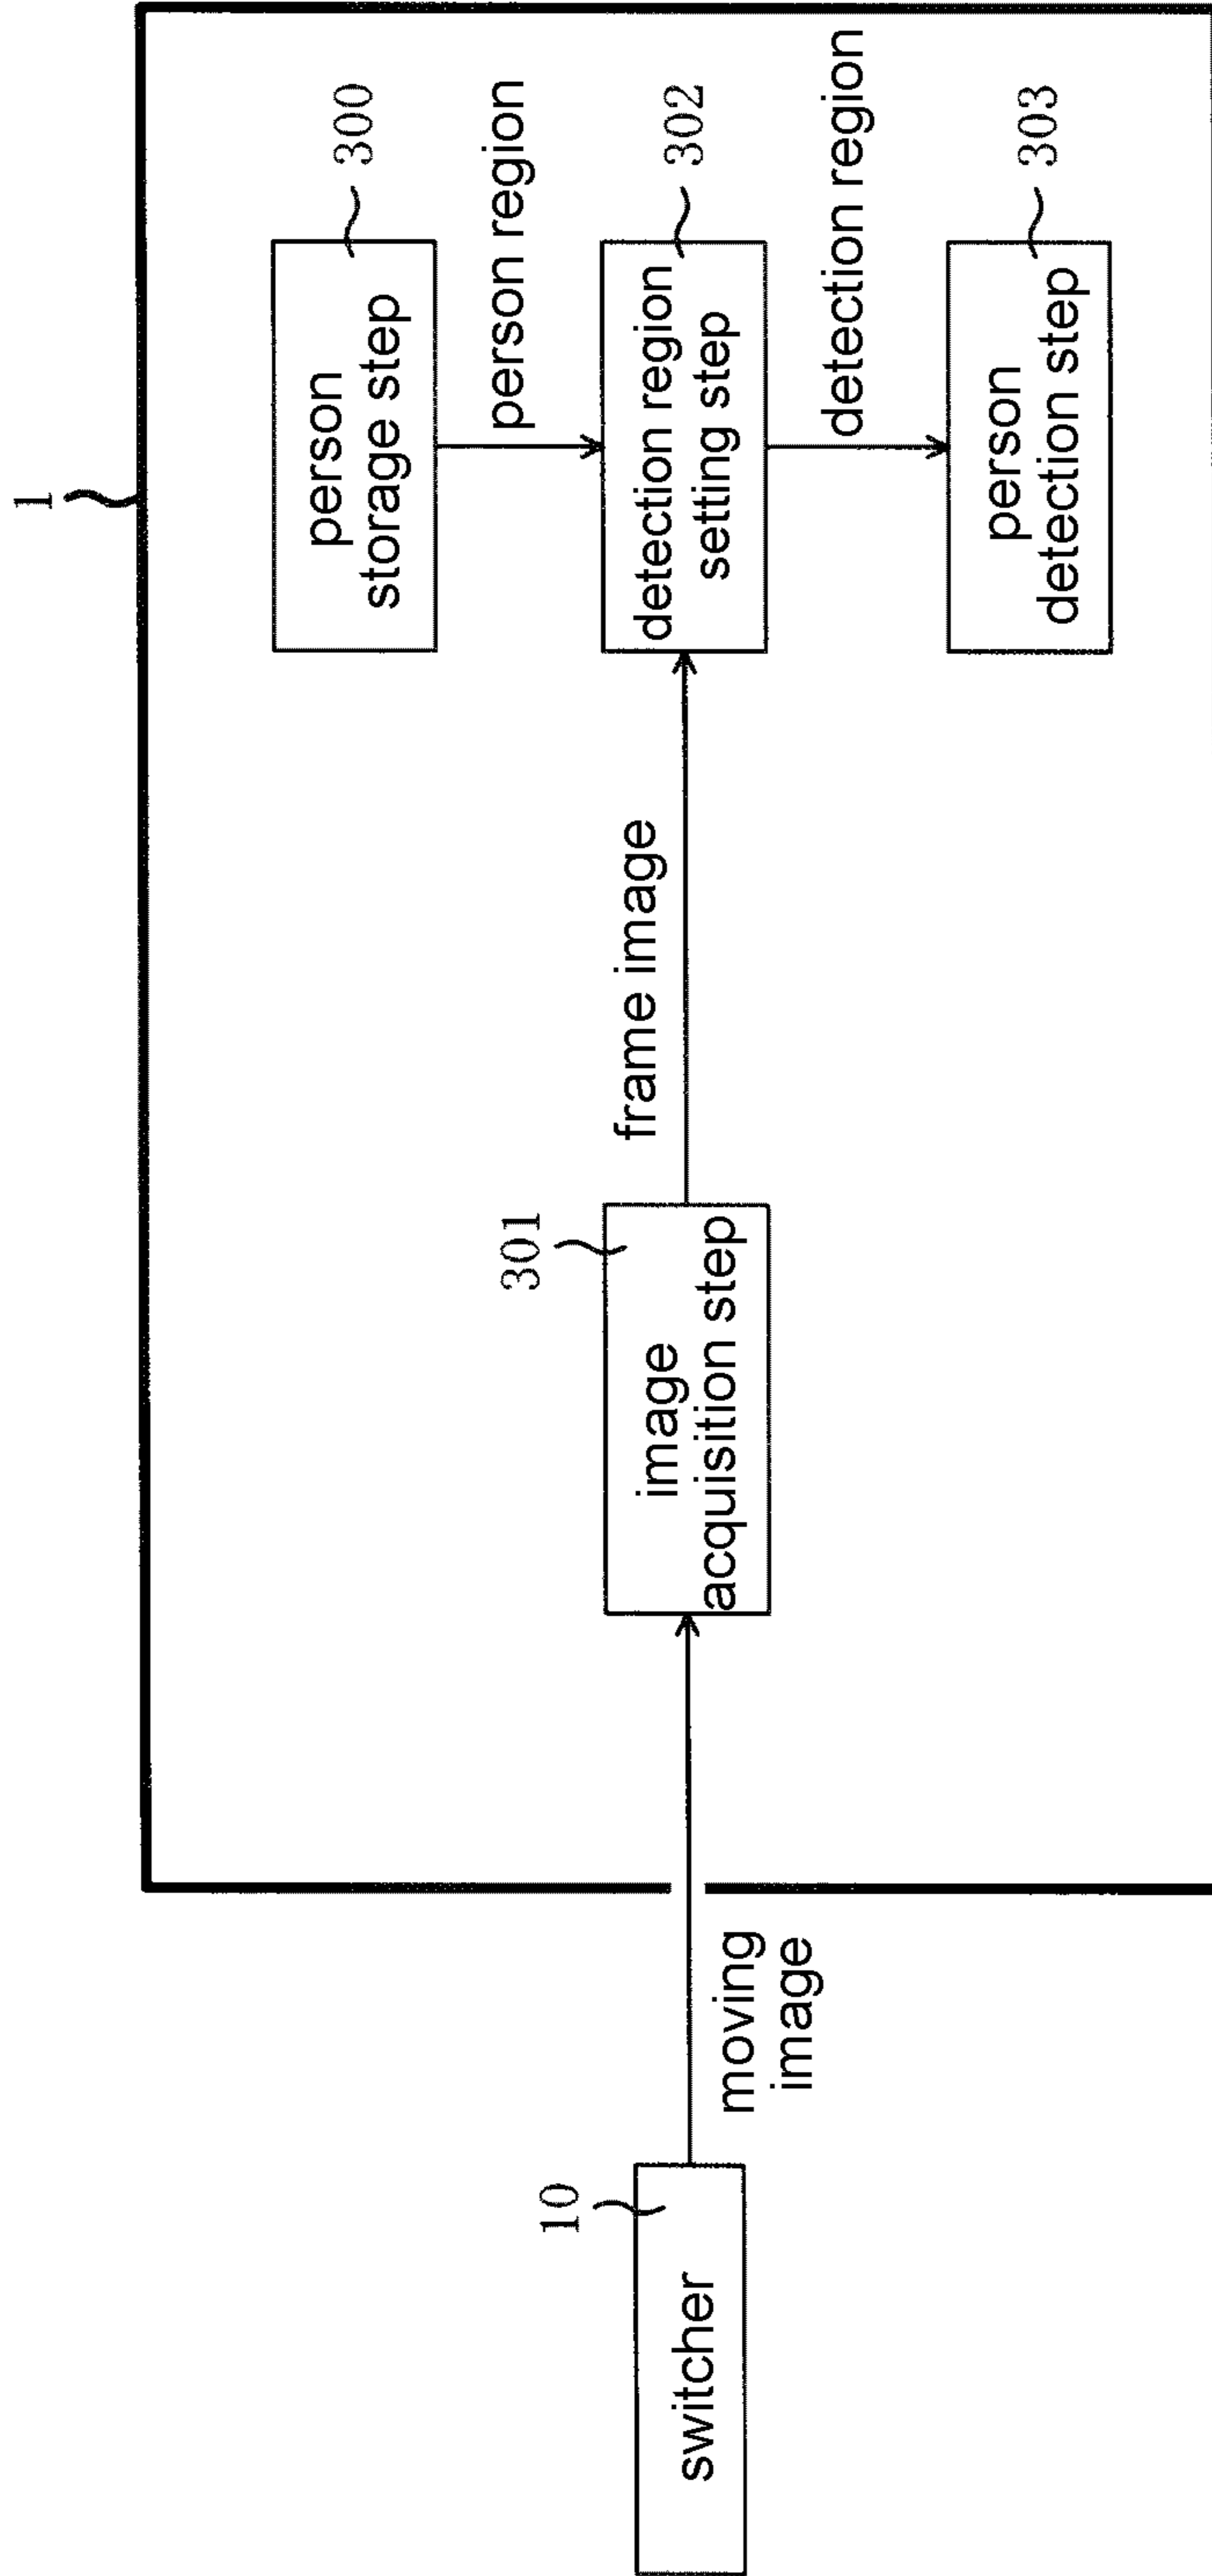 1
300
person
storage step
person region
10
switcher
moving
image
301
image
acquisition step
frame image
302
detection region
setting step
detection region
303
person
detection step